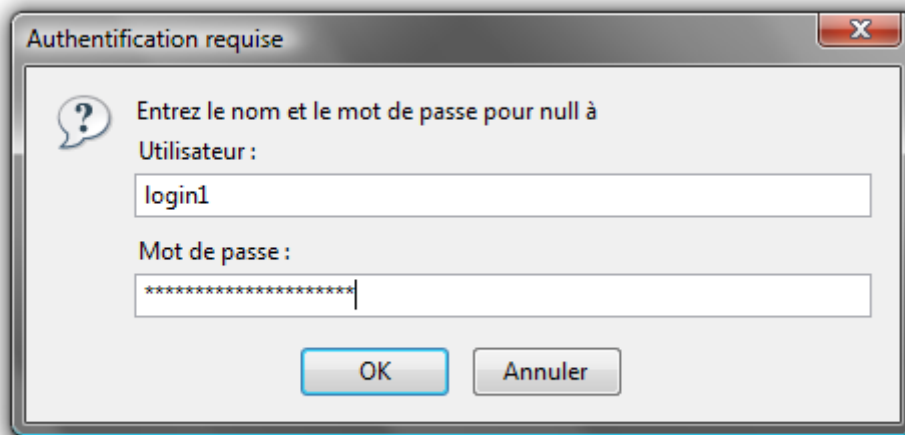 Authentification requise
Entrez le nom et le mot de passe pour null à
Utilisateur :
login1
Mot de passe :
*********************
OK
Annuler